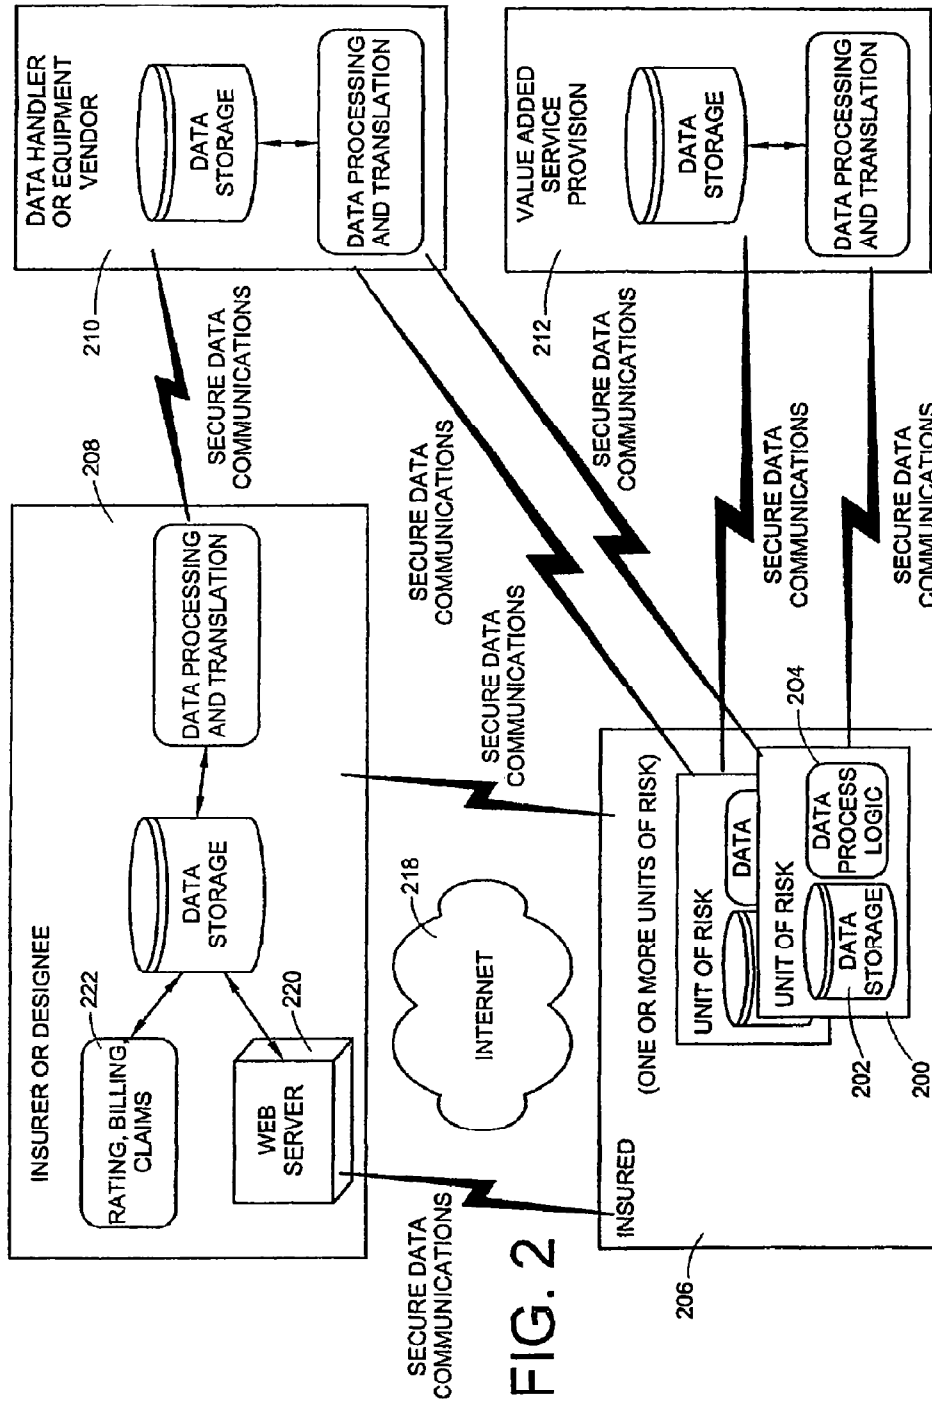 INSURER OR DESIGNEE
208
RATING, BILLING,
CLAIMS
222
WEB
SERVER
220
DATA
STORAGE
DATA PROCESSING
AND TRANSLATION
SECURE DATA
COMMUNICATIONS
210
DATA HANDLER
OR EQUIPMENT
VENDOR
DATA
STORAGE
DATA PROCESSING
AND TRANSLATION
SECURE DATA
COMMUNICATIONS
INTERNET
218
SECURE DATA
COMMUNICATIONS
SECURE DATA
COMMUNICATIONS
SECURE DATA
COMMUNICATIONS
212
VALUE ADDED
SERVICE
PROVISION
DATA
STORAGE
DATA PROCESSING
AND TRANSLATION
FIG. 2
206
INSURED
(ONE OR MORE UNITS OF RISK)
UNIT OF RISK
DATA
UNIT OF RISK
DATA
STORAGE
DATA
PROCESS
LOGIC
204
202
200
SECURE DATA
COMMUNICATIONS
SECURE DATA
COMMUNICATIONS